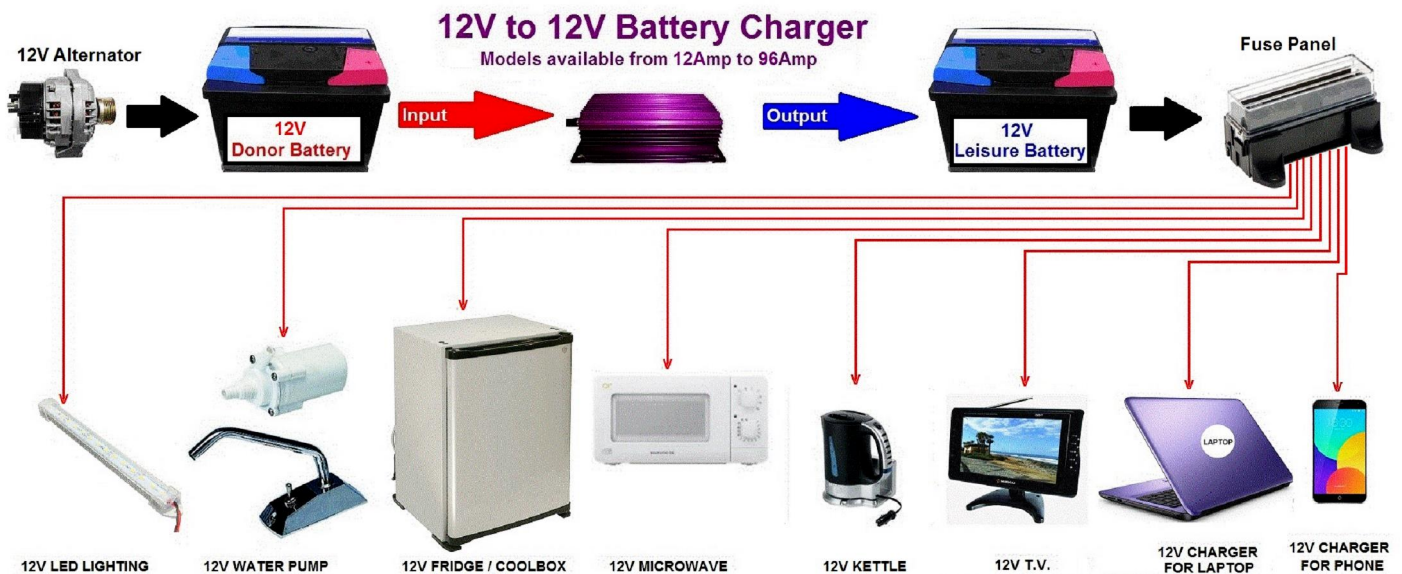 12V to 12V Battery Charger
Models available from 12Amp to 96Amp
12V Alternator
12V
Donor Battery
Input
Output
12V
Leisure Battery
Fuse Panel
LAPTOP
12V LED LIGHTING
12V WATER PUMP
12V FRIDGE / COOLBOX
12V MICROWAVE
12V KETTLE
12V T.V.
12V CHARGER
FOR LAPTOP
12V CHARGER
FOR PHONE